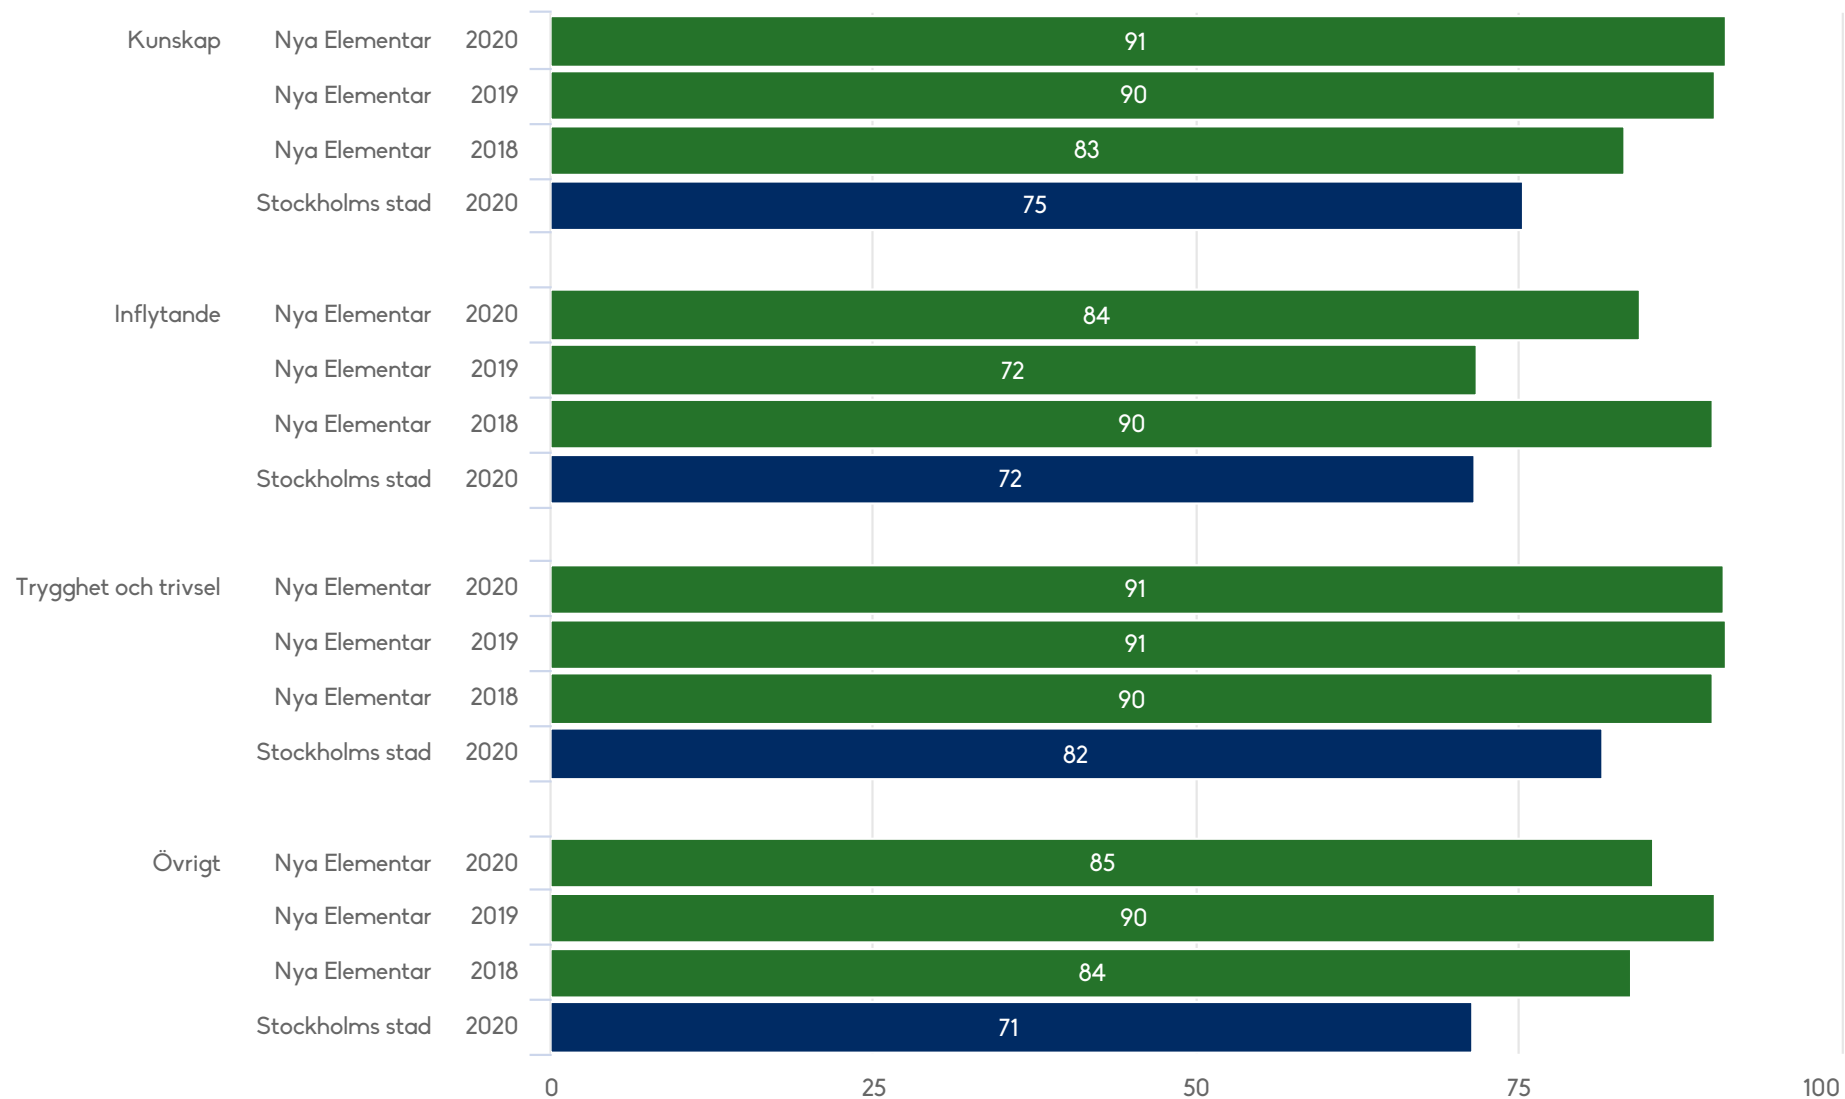 Kunskap Nya Elementar 2020 91
Nya Elementar 2019 90
Nya Elementar 2018 83
Stockholms stad 2020 75
Inflytande Nya Elementar 2020 84
Nya Elementar 2019 72
Nya Elementar 2018 90
Stockholms stad 2020 72
Trygghet och trivsel Nya Elementar 2020 91
Nya Elementar 2019 91
Nya Elementar 2018 90
Stockholms stad 2020 82
Övrigt Nya Elementar 2020 85
Nya Elementar 2019 90
Nya Elementar 2018 84
Stockholms stad 2020 71
0 25 50 75 100